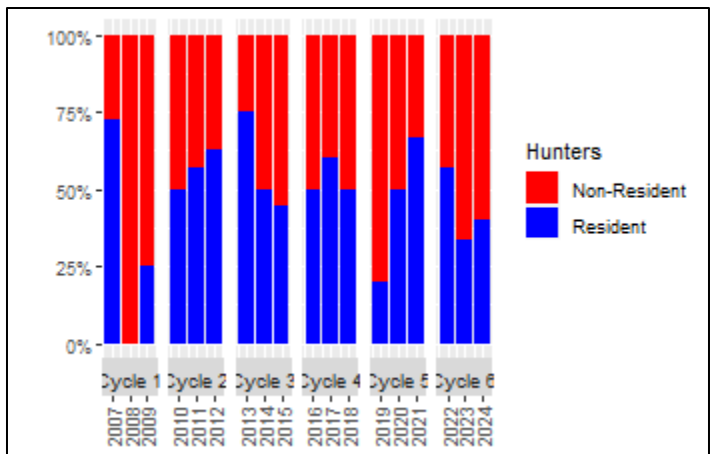 100%
75%
50%
25%
0%
Cycle 1
Cycle 2
Cycle 3
Cycle 4
Cycle 5
Cycle 6
2007
2008
2009
2010
2011
2012
2013
2014
2015
2016
2017
2018
2019
2020
2021
2022
2023
2024
Hunters
Non-Resident
Resident